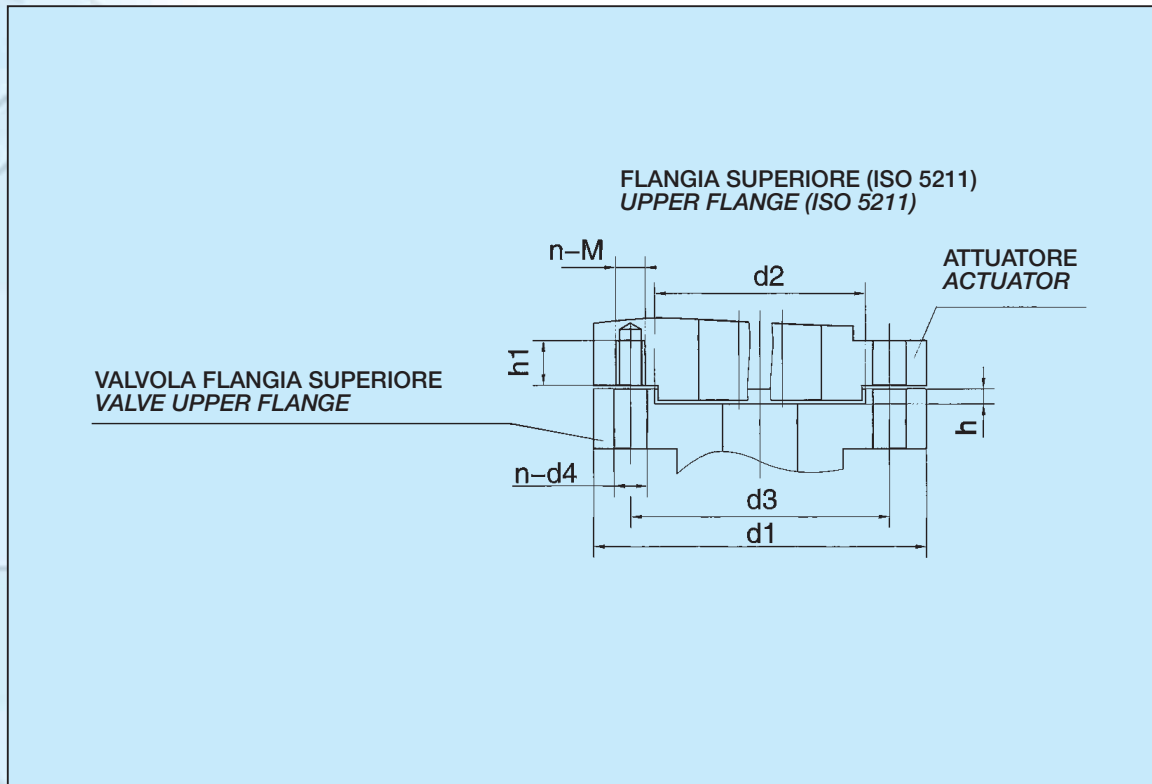 FLANGIA SUPERIORE (ISO 5211)
UPPER FLANGE (ISO 5211)
n–M
d2
ATTUATORE
ACTUATOR
h1
VALVOLA FLANGIA SUPERIORE
VALVE UPPER FLANGE
h
n–d4
d3
d1